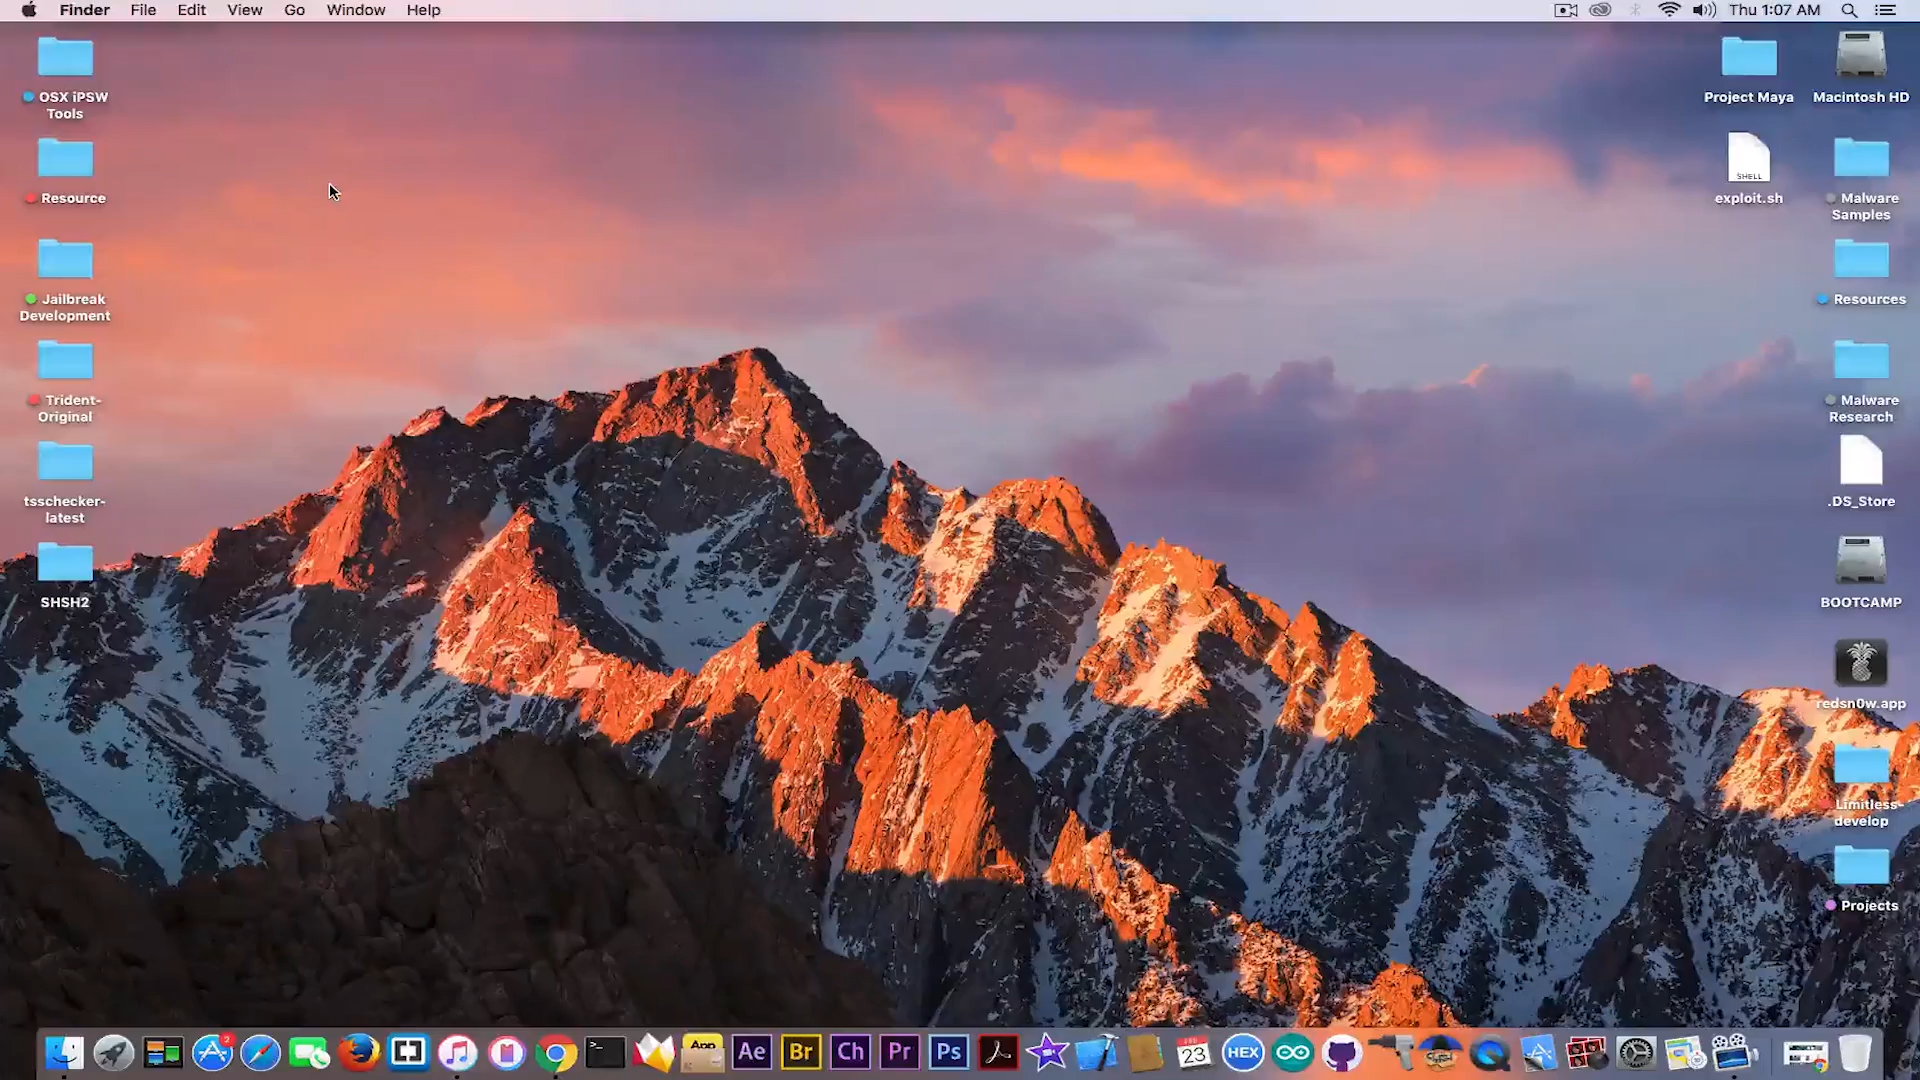 Finder File Edit View Go Window Help Thu 1:07 AM
OSX iPSW
Tools
Resource
Jailbreak
Development
Trident-
Original
tsschecker-
latest
SHSH2
Project Maya
SHELL
exploit.sh
Macintosh HD
Malware
Samples
Resources
Malware
Research
.DS_Store
BOOTCAMP
redsn0w.app
Limitless-
develop
Projects
2
>_
App
Ae
Br
Ch
Pr
Ps
23
HEX